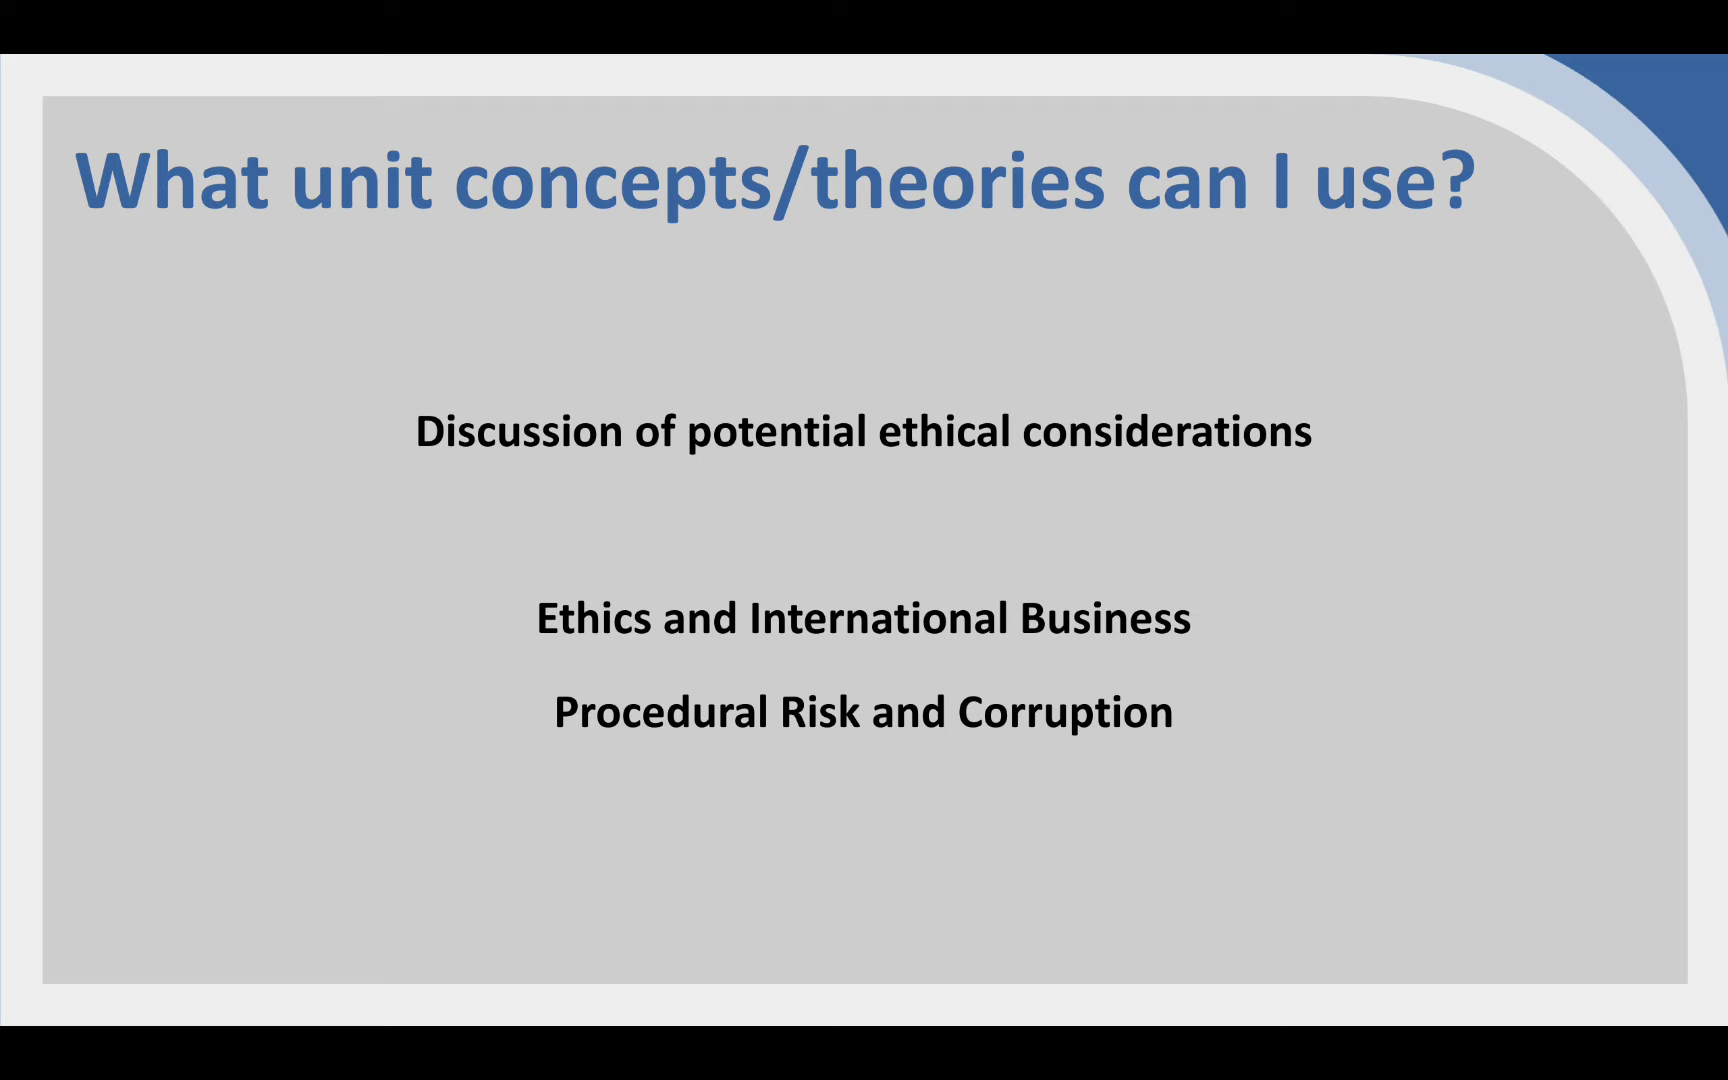 What unit concepts/theories can I use?
Discussion of potential ethical considerations
Ethics and International Business
Procedural Risk and Corruption